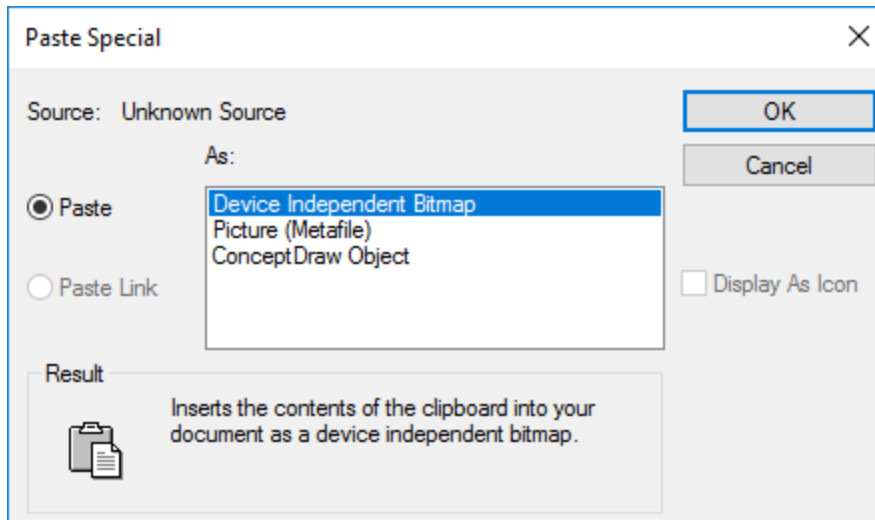 Paste Special
Source: Unknown Source
OK
As:
Cancel
Paste
Device Independent Bitmap
Picture (Metafile)
ConceptDraw Object
Paste Link
Display As Icon
Result
Inserts the contents of the clipboard into your
document as a device independent bitmap.